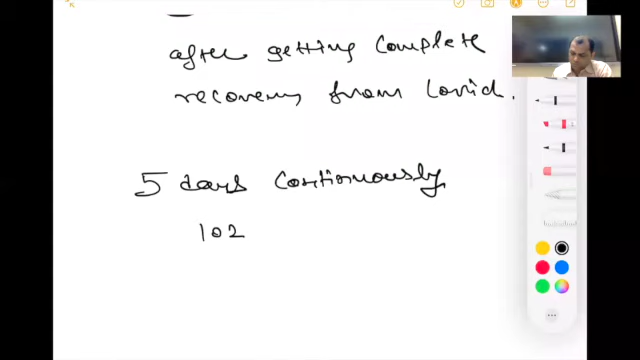 after getting complete
recovery from Covid.
5 days continuously
102